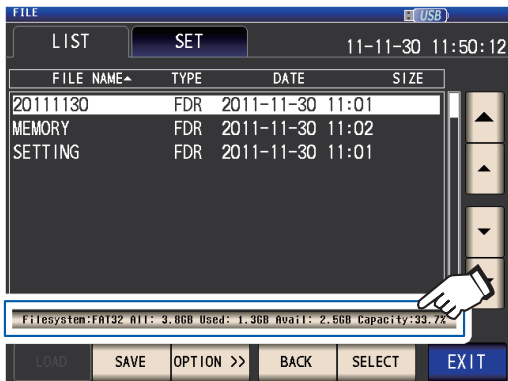 FILE USB
LIST SET 11-11-30 11:50:12
FILE NAME▲ TYPE DATE SIZE
20111130 FDR 2011-11-30 11:01
MEMORY FDR 2011-11-30 11:02
SETTING FDR 2011-11-30 11:01
Filesystem:FAT32 All: 3.8GB Used: 1.3GB Avail: 2.5GB Capacity:33.7%
LOAD SAVE OPTION >> BACK SELECT EXIT